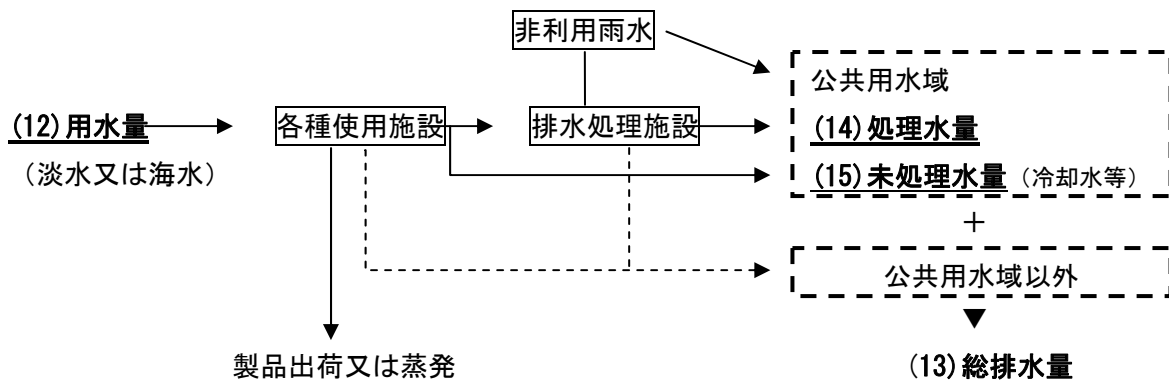 非利用雨水
公共用水域
(12)用水量
各種使用施設
排水処理施設
(14)処理水量
（淡水又は海水）
(15)未処理水量（冷却水等）
＋
公共用水域以外
製品出荷又は蒸発
(13)総排水量